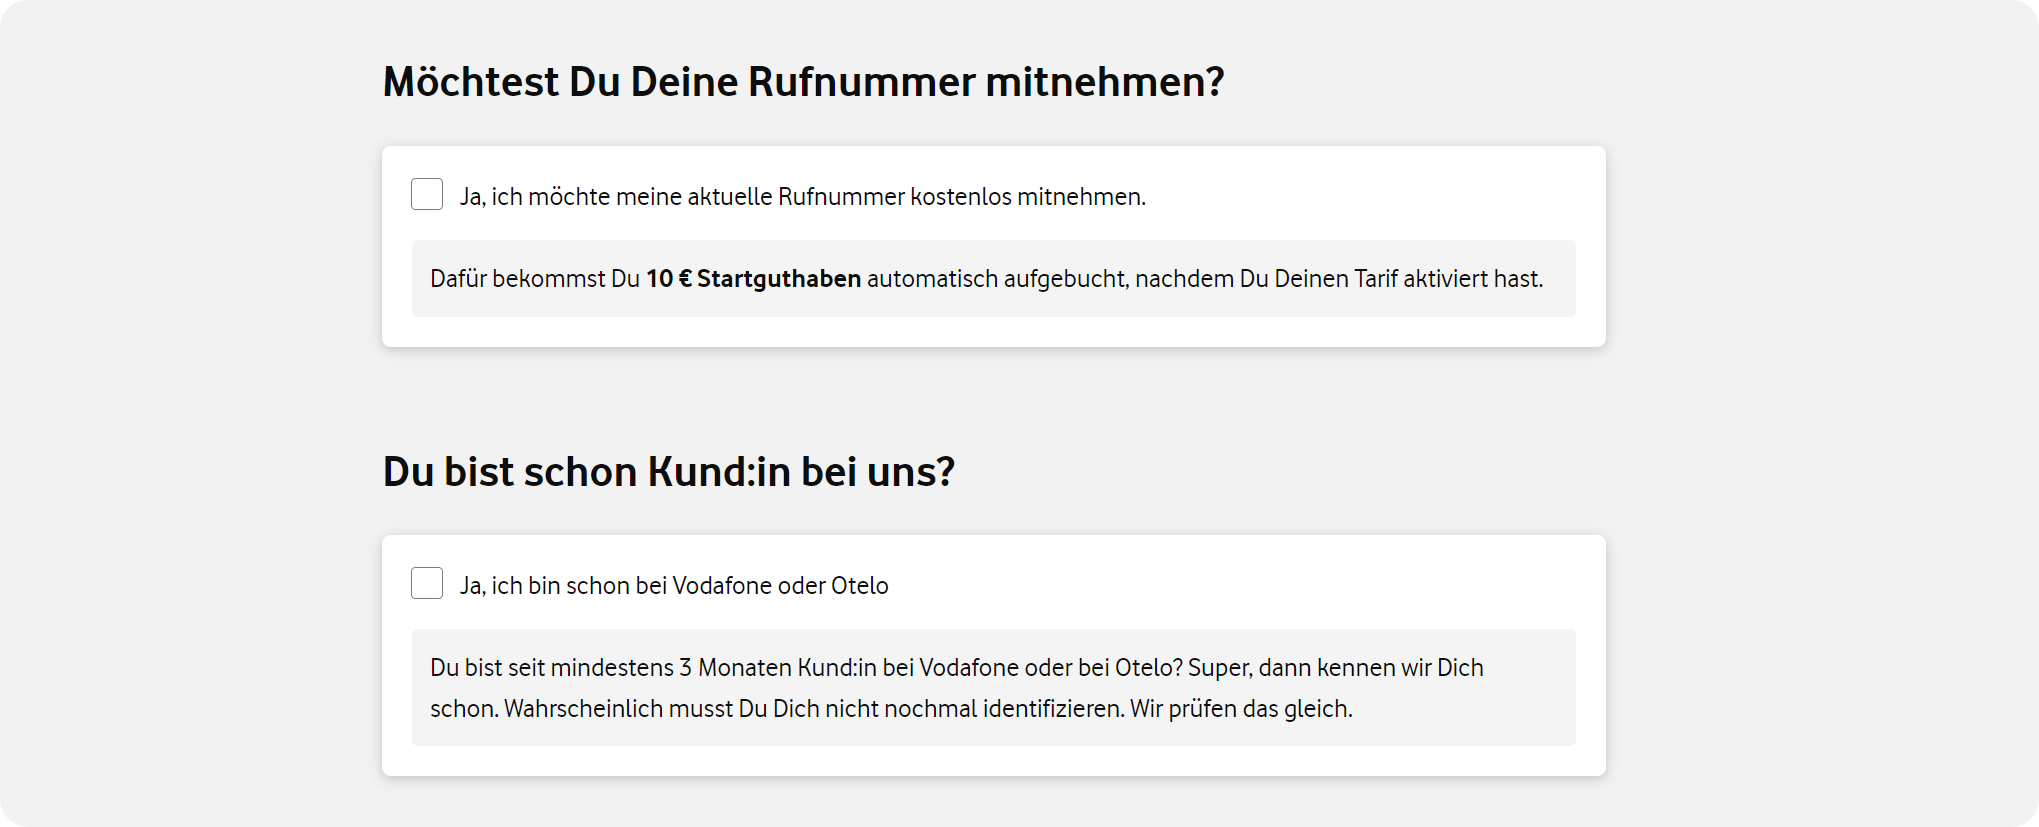 Möchtest Du Deine Rufnummer mitnehmen?
Ja, ich möchte meine aktuelle Rufnummer kostenlos mitnehmen.
Dafür bekommst Du 10 € Startguthaben automatisch aufgebucht, nachdem Du Deinen Tarif aktiviert hast.
Du bist schon Kund:in bei uns?
Ja, ich bin schon bei Vodafone oder Otelo
Du bist seit mindestens 3 Monaten Kund:in bei Vodafone oder bei Otelo? Super, dann kennen wir Dich
schon. Wahrscheinlich musst Du Dich nicht nochmal identifizieren. Wir prüfen das gleich.